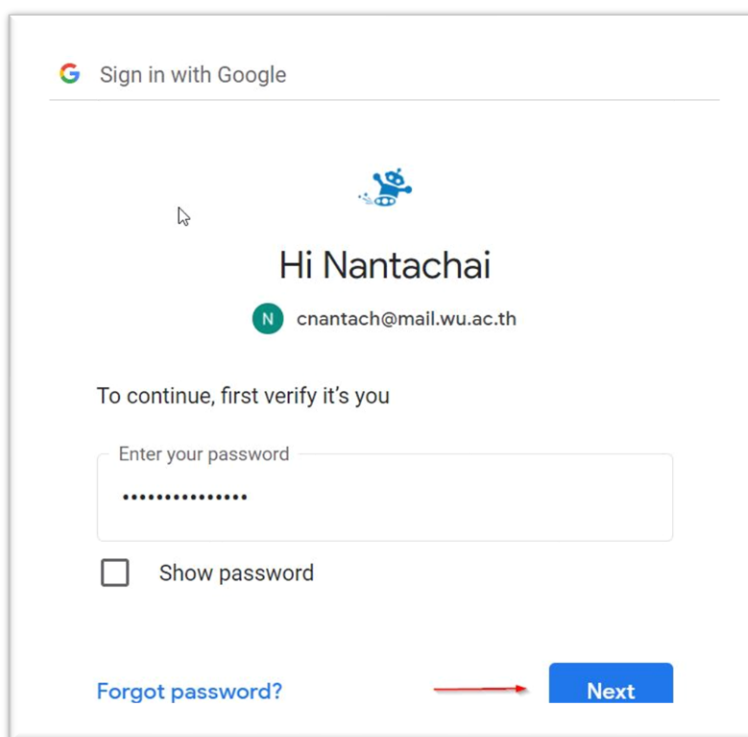 Sign in with Google
Hi Nantachai
N cnantach@mail.wu.ac.th
To continue, first verify it's you
Enter your password
•••••••••••••••
Show password
Forgot password? Next